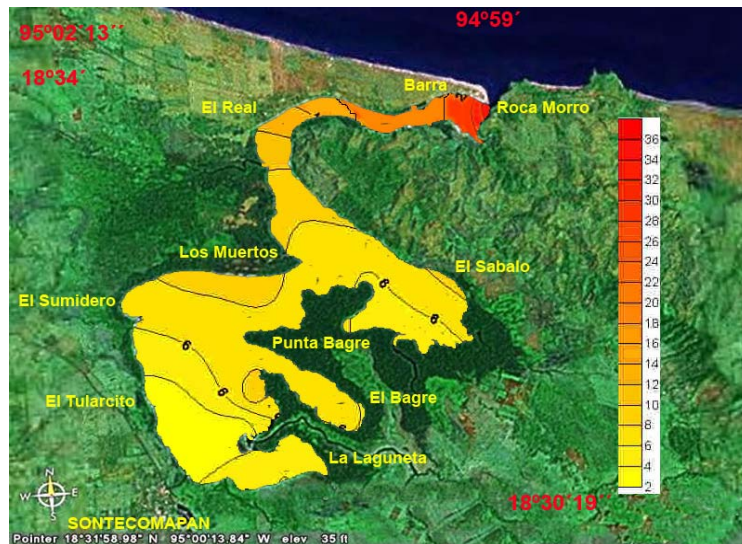 95º02´13´´
94º59´
18º34´
Barra
El Real
Roca Morro
36
34
32
30
28
26
24
22
20
18
16
14
12
10
8
6
4
2
Los Muertos
El Sabalo
6
6
El Sumidero
Punta Bagre
6
6
El Tularcito
El Bagre
La Laguneta
N
W
E
S
18º30´19´´
SONTECOMAPAN
Pointer 18°31'58.98" N 95°00'13.84" W elev 35 ft